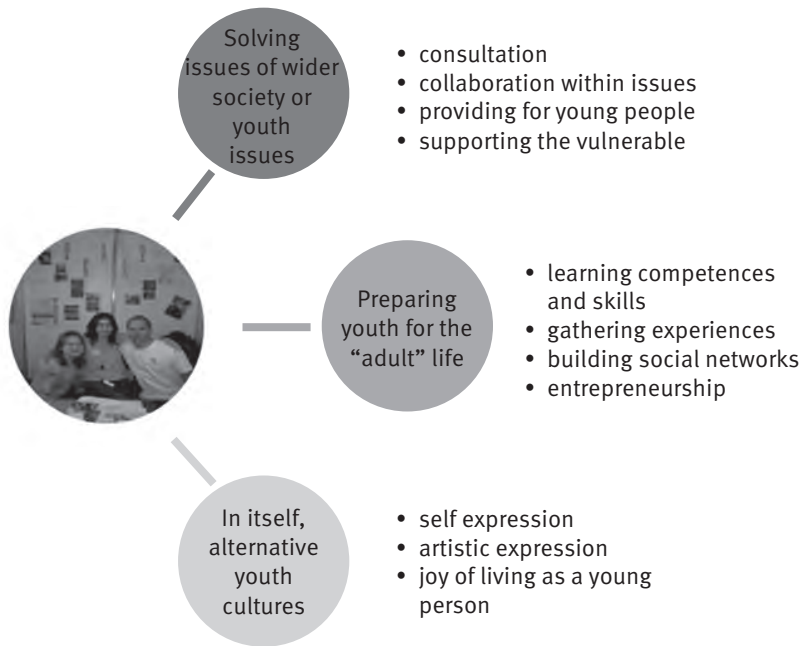 Solving
issues of wider
society or
youth
issues
• consultation
• collaboration within issues
• providing for young people
• supporting the vulnerable
Preparing
youth for the
“adult” life
• learning competences
and skills
• gathering experiences
• building social networks
• entrepreneurship
In itself,
alternative
youth
cultures
• self expression
• artistic expression
• joy of living as a young
person